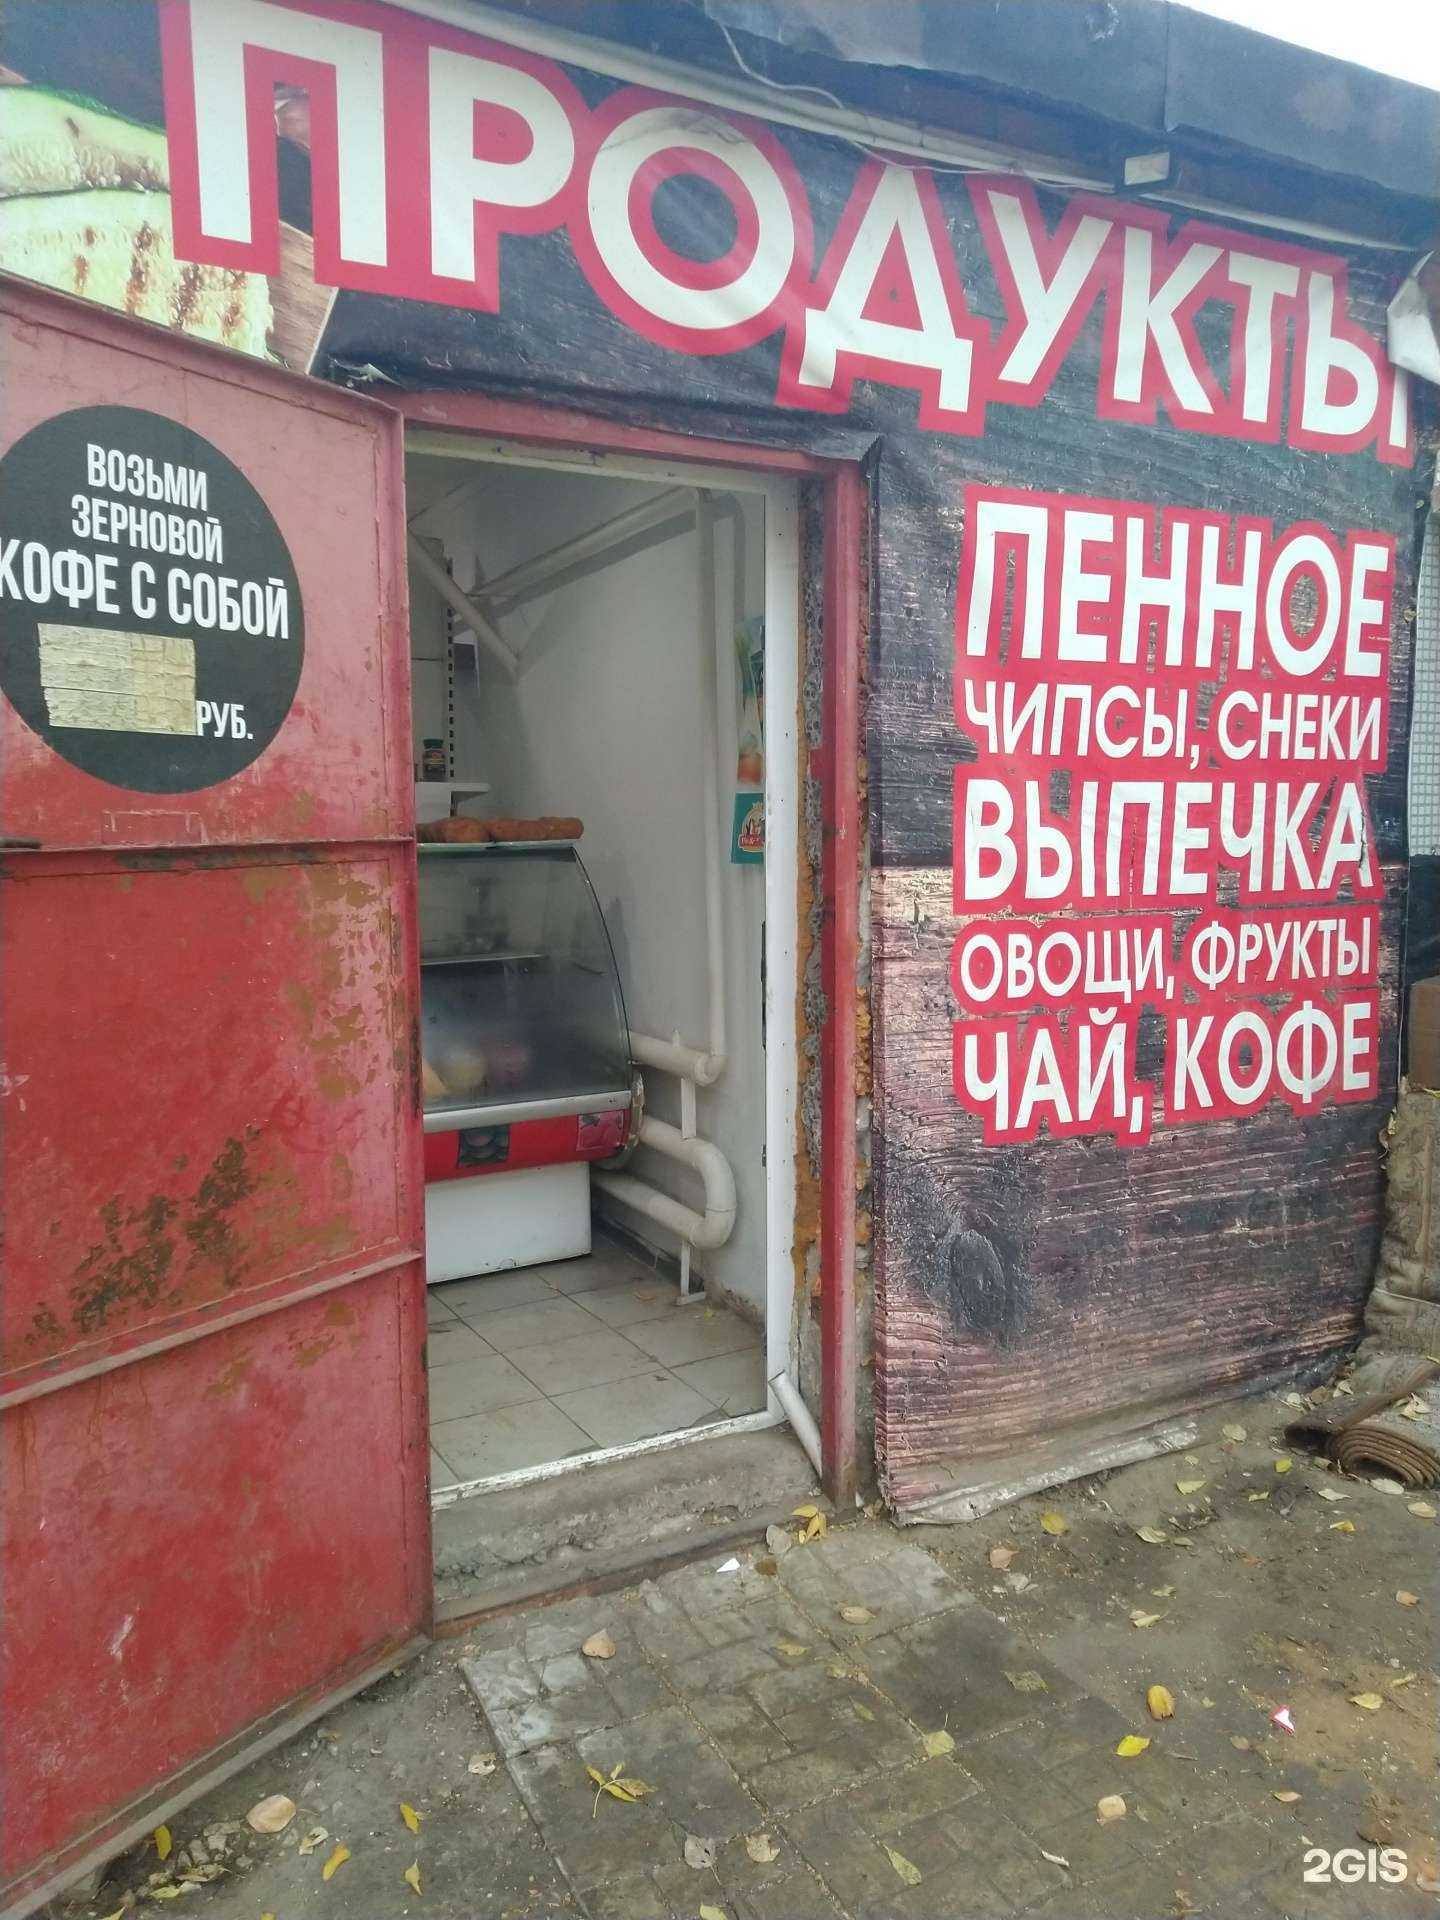 ПРОДУКТЫ
ВОЗЬМИ
ЗЕРНОВОЙ
КОФЕ С СОБОЙ
РУБ.
ПЕННОЕ
ЧИПСЫ, СНЕКИ
ВЫПЕЧКА
ОВОЩИ, ФРУКТЫ
ЧАЙ, КОФЕ
2GIS